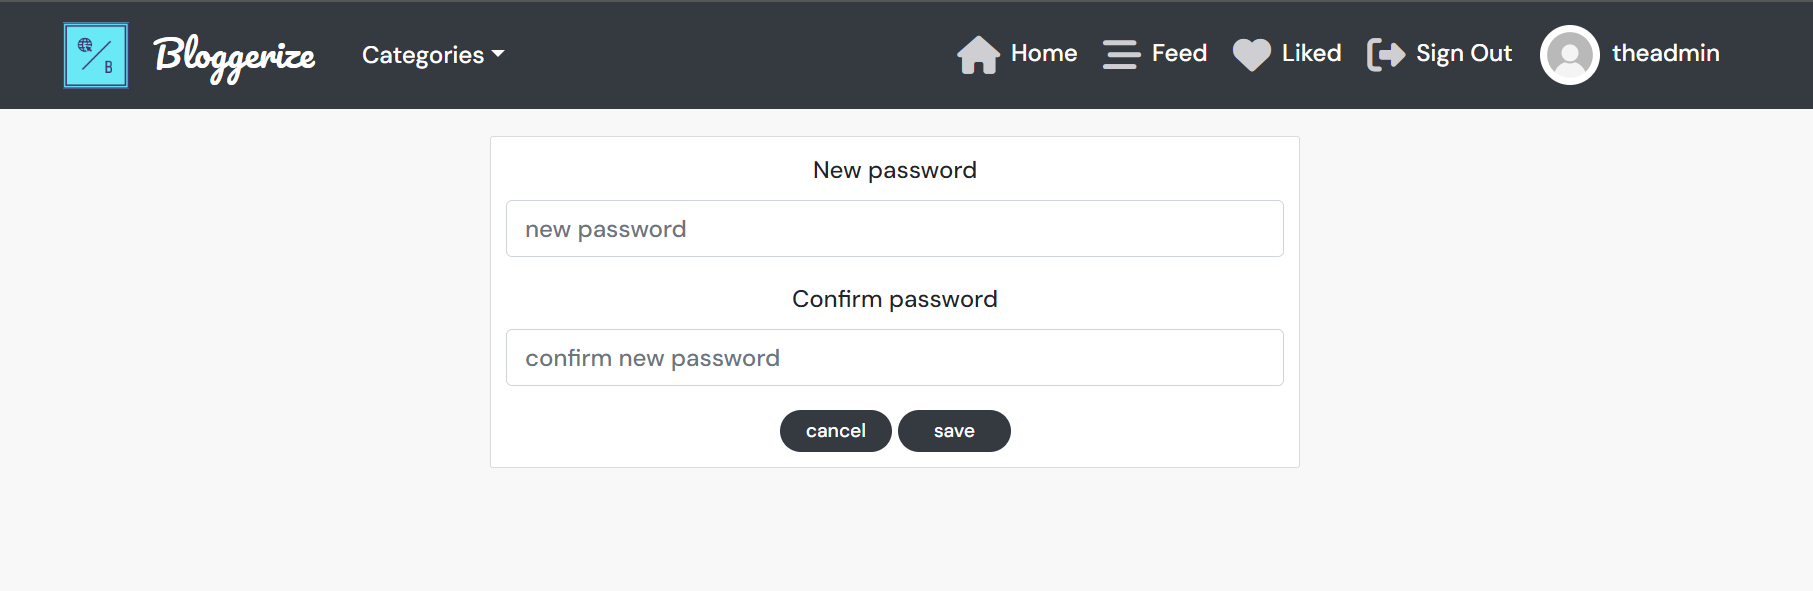 B
Bloggerize
Categories
Home
Feed
Liked
Sign Out
theadmin
New password
new password
Confirm password
confirm new password
cancel
save